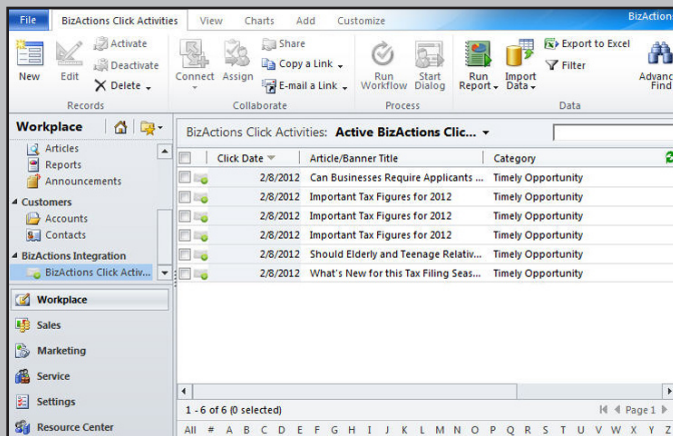 File BizActions Click Activities View Charts Add Customize BizActions
New Edit Activate Deactivate Delete
Records
Connect Assign Share Copy a Link E-mail a Link
Collaborate
Run Workflow Start Dialog
Process
Run Report Import Data Export to Excel Filter Advanc Find
Data
Workplace
Articles
Reports
Announcements
Customers
Accounts
Contacts
BizActions Integration
BizActions Click Activ...
Workplace
Sales
Marketing
Service
Settings
Resource Center
BizActions Click Activities: Active BizActions Clic...
Click Date Article/Banner Title Category
2/8/2012 Can Businesses Require Applicants ... Timely Opportunity
2/8/2012 Important Tax Figures for 2012 Timely Opportunity
2/8/2012 Important Tax Figures for 2012 Timely Opportunity
2/8/2012 Important Tax Figures for 2012 Timely Opportunity
2/8/2012 Should Elderly and Teenage Relativ... Timely Opportunity
2/8/2012 What's New for this Tax Filing Seas... Timely Opportunity
1 - 6 of 6 (0 selected) Page 1
All # A B C D E F G H I J K L M N O P Q R S T U V W X Y Z